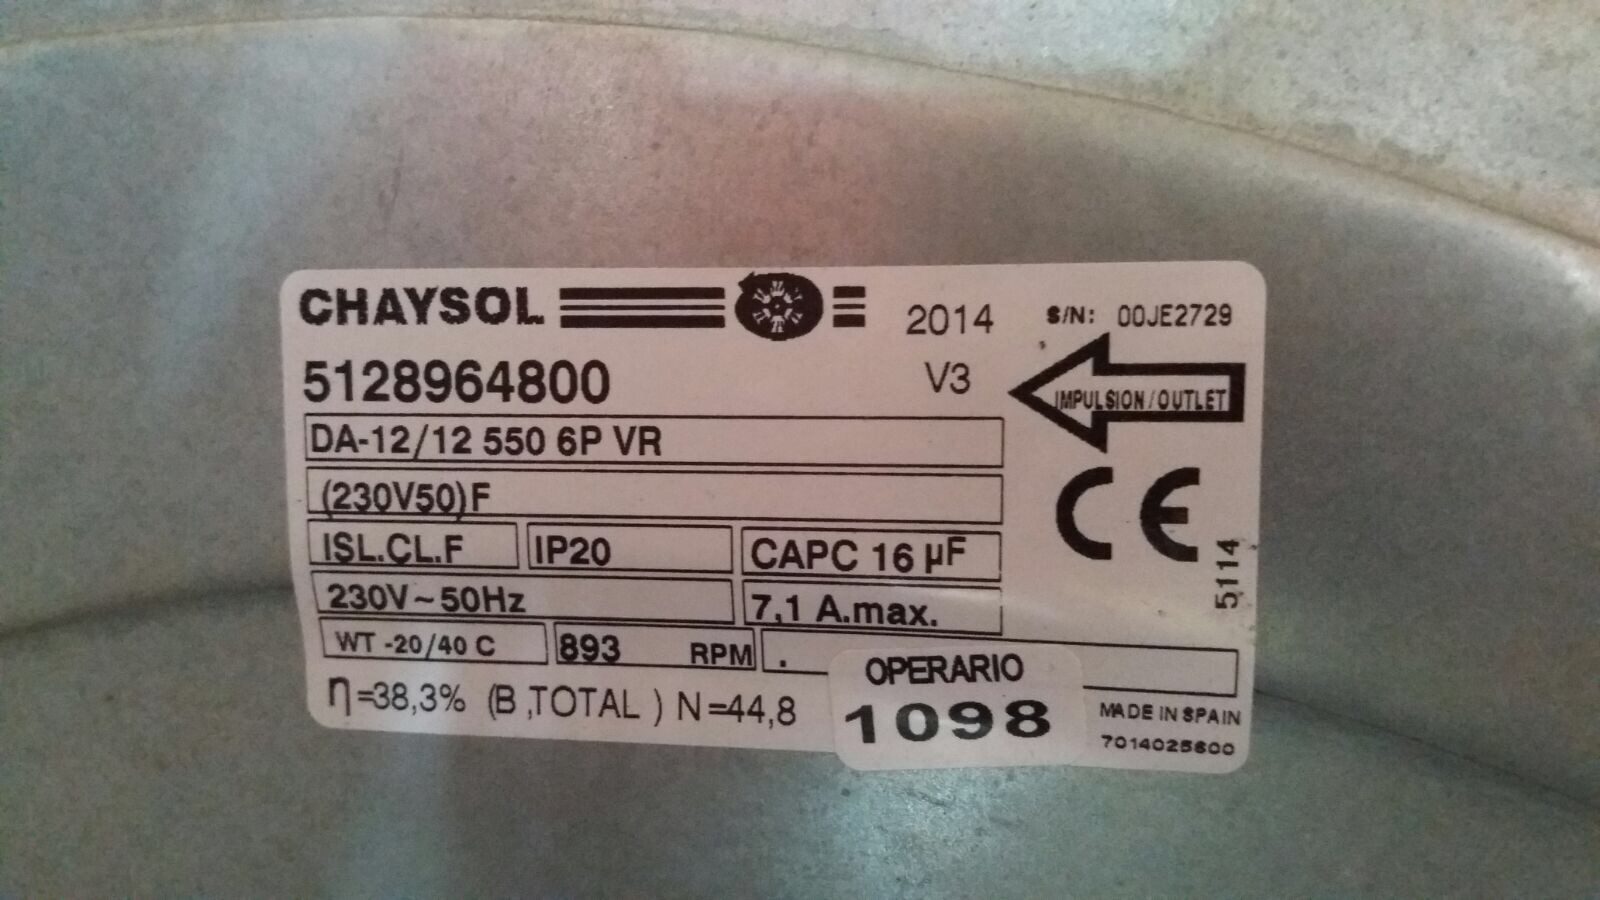 CHAYSOL 2014 S/N: 00JE2729
5128964800 V3 IMPULSION/OUTLET
DA-12/12 550 6P VR
(230V50)F
ISL.CL.F IP20 CAPC 16 µF
230V~50Hz 7,1 A.max.
5114
WT -20/40 C 893 RPM .
η=38,3% (B ,TOTAL ) N=44,8
OPERARIO
1098
MADE IN SPAIN
7014025600
CE